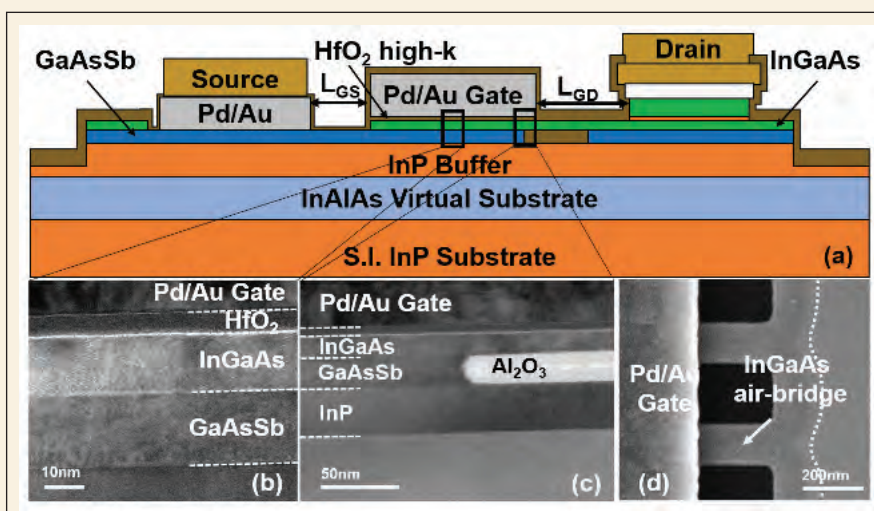 GaAsSb
HfO₂ high-k
Drain
InGaAs
Source
L_GS
Pd/Au Gate
L_GD
Pd/Au
InP Buffer
InAlAs Virtual Substrate
S.I. InP Substrate
(a)
Pd/Au Gate
HfO₂
InGaAs
GaAsSb
10nm
(b)
Pd/Au Gate
InGaAs
GaAsSb
Al₂O₃
InP
50nm
(c)
Pd/Au
Gate
InGaAs
air-bridge
200nm
(d)